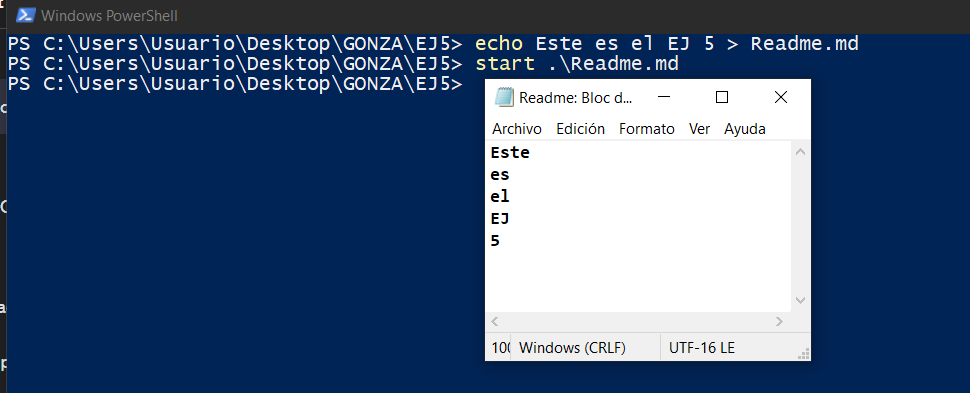 Windows PowerShell
PS C:\Users\Usuario\Desktop\GONZA\EJ5> echo Este es el EJ 5 > Readme.md
PS C:\Users\Usuario\Desktop\GONZA\EJ5> start .\Readme.md
PS C:\Users\Usuario\Desktop\GONZA\EJ5>
Readme: Bloc d...
Archivo Edición Formato Ver Ayuda
Este
es
el
EJ
5
Windows (CRLF) UTF-16 LE